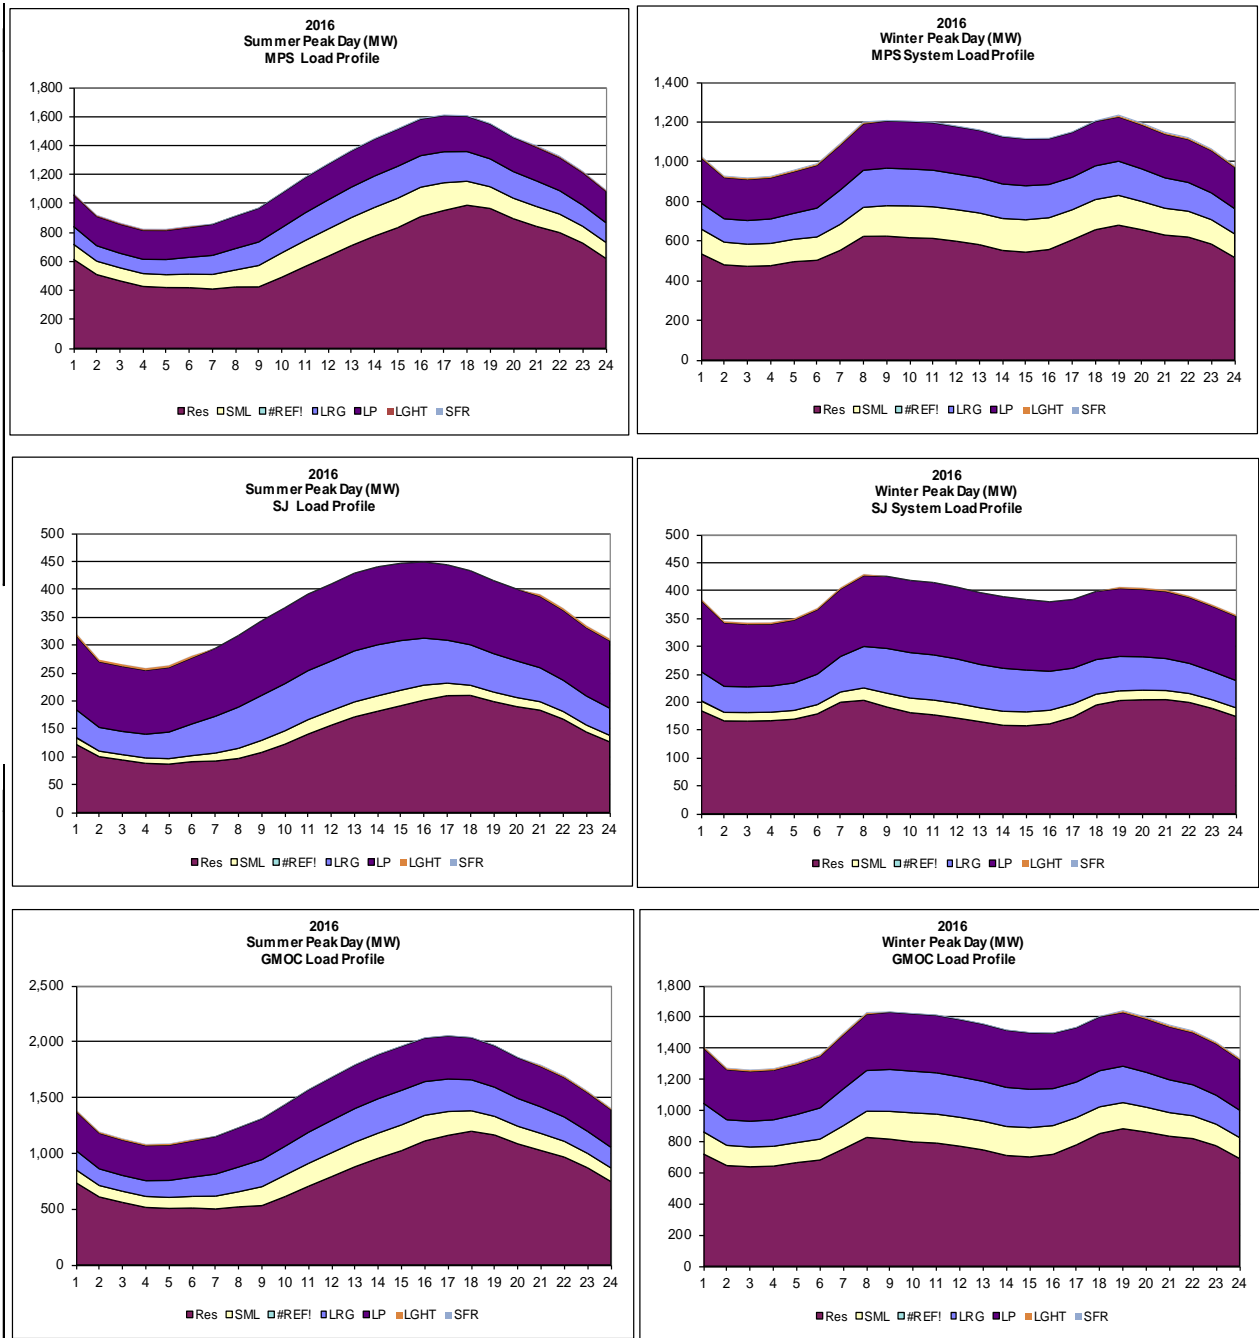 2016
Summer Peak Day (MW)
MPS Load Profile
1,800
1,600
1,400
1,200
1,000
800
600
400
200
0
1 2 3 4 5 6 7 8 9 10 11 12 13 14 15 16 17 18 19 20 21 22 23 24
Res SML #REF! LRG LP LGHT SFR
2016
Winter Peak Day (MW)
MPS System Load Profile
1,400
1,200
1,000
800
600
400
200
0
1 2 3 4 5 6 7 8 9 10 11 12 13 14 15 16 17 18 19 20 21 22 23 24
Res SML #REF! LRG LP LGHT SFR
2016
Summer Peak Day (MW)
SJ Load Profile
500
450
400
350
300
250
200
150
100
50
0
1 2 3 4 5 6 7 8 9 10 11 12 13 14 15 16 17 18 19 20 21 22 23 24
Res SML #REF! LRG LP LGHT SFR
2016
Winter Peak Day (MW)
SJ System Load Profile
500
450
400
350
300
250
200
150
100
50
0
1 2 3 4 5 6 7 8 9 10 11 12 13 14 15 16 17 18 19 20 21 22 23 24
Res SML #REF! LRG LP LGHT SFR
2016
Summer Peak Day (MW)
GMOC Load Profile
2,500
2,000
1,500
1,000
500
0
1 2 3 4 5 6 7 8 9 10 11 12 13 14 15 16 17 18 19 20 21 22 23 24
Res SML #REF! LRG LP LGHT SFR
2016
Winter Peak Day (MW)
GMOC Load Profile
1,800
1,600
1,400
1,200
1,000
800
600
400
200
0
1 2 3 4 5 6 7 8 9 10 11 12 13 14 15 16 17 18 19 20 21 22 23 24
Res SML #REF! LRG LP LGHT SFR